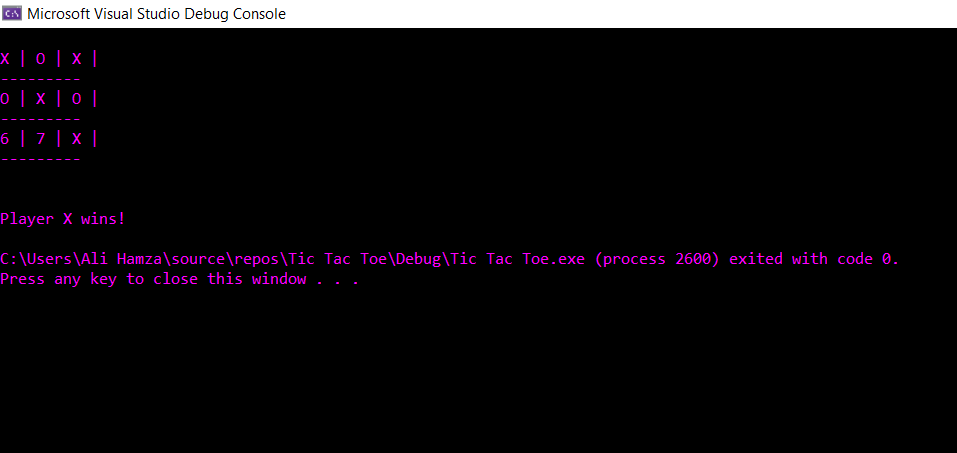 Microsoft Visual Studio Debug Console
X | O | X |
---------
O | X | O |
---------
6 | 7 | X |
---------
Player X wins!
C:\Users\Ali Hamza\source\repos\Tic Tac Toe\Debug\Tic Tac Toe.exe (process 2600) exited with code 0.
Press any key to close this window . . .